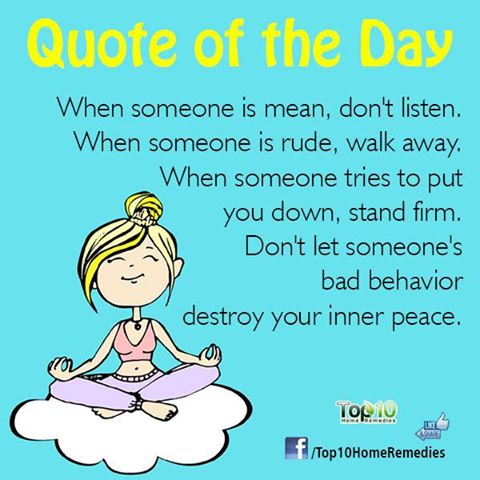 Quote of the Day
When someone is mean, don't listen.
When someone is rude, walk away.
When someone tries to put
you down, stand firm.
Don't let someone's
bad behavior
destroy your inner peace.
Top10
Home Remedies
LIKE
&SHARE
f /Top10HomeRemedies